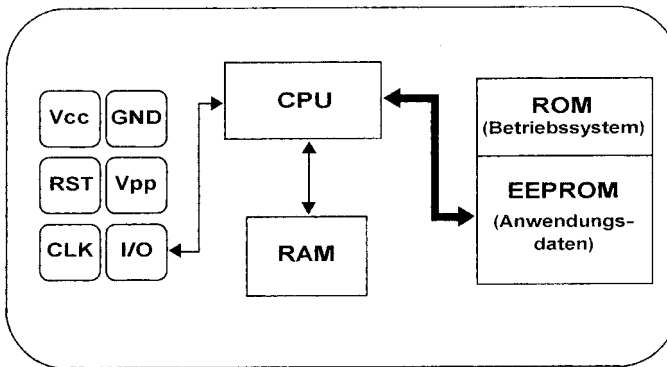 Vcc GND
RST Vpp
CLK I/O
CPU
RAM
ROM
(Betriebssystem)
EEPROM
(Anwendungs-
daten)